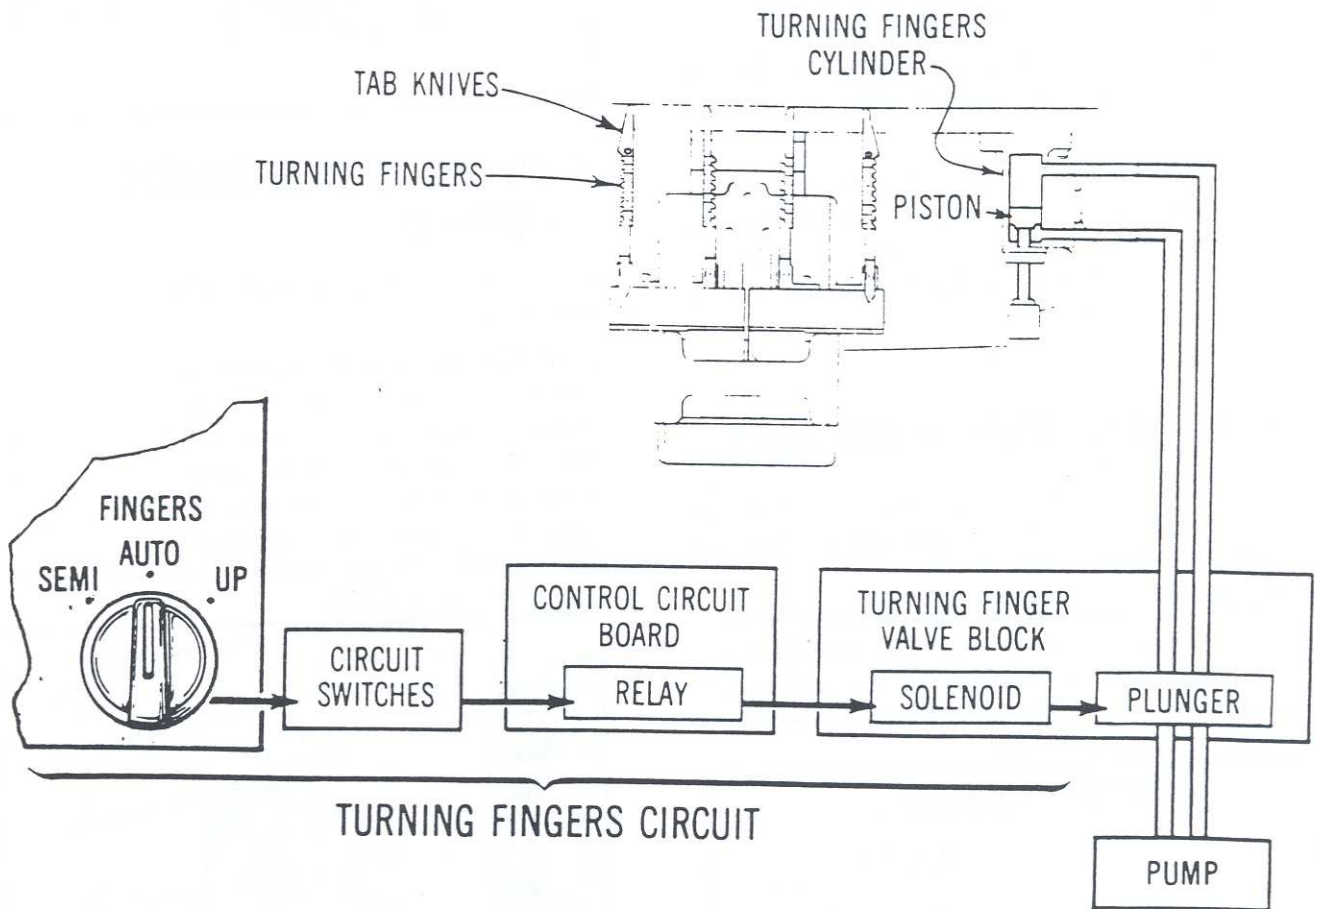 TURNING FINGERS
CYLINDER
TAB KNIVES
TURNING FINGERS
PISTON
FINGERS
AUTO
SEMI
UP
CIRCUIT
SWITCHES
CONTROL CIRCUIT
BOARD
RELAY
TURNING FINGER
VALVE BLOCK
SOLENOID
PLUNGER
TURNING FINGERS CIRCUIT
PUMP